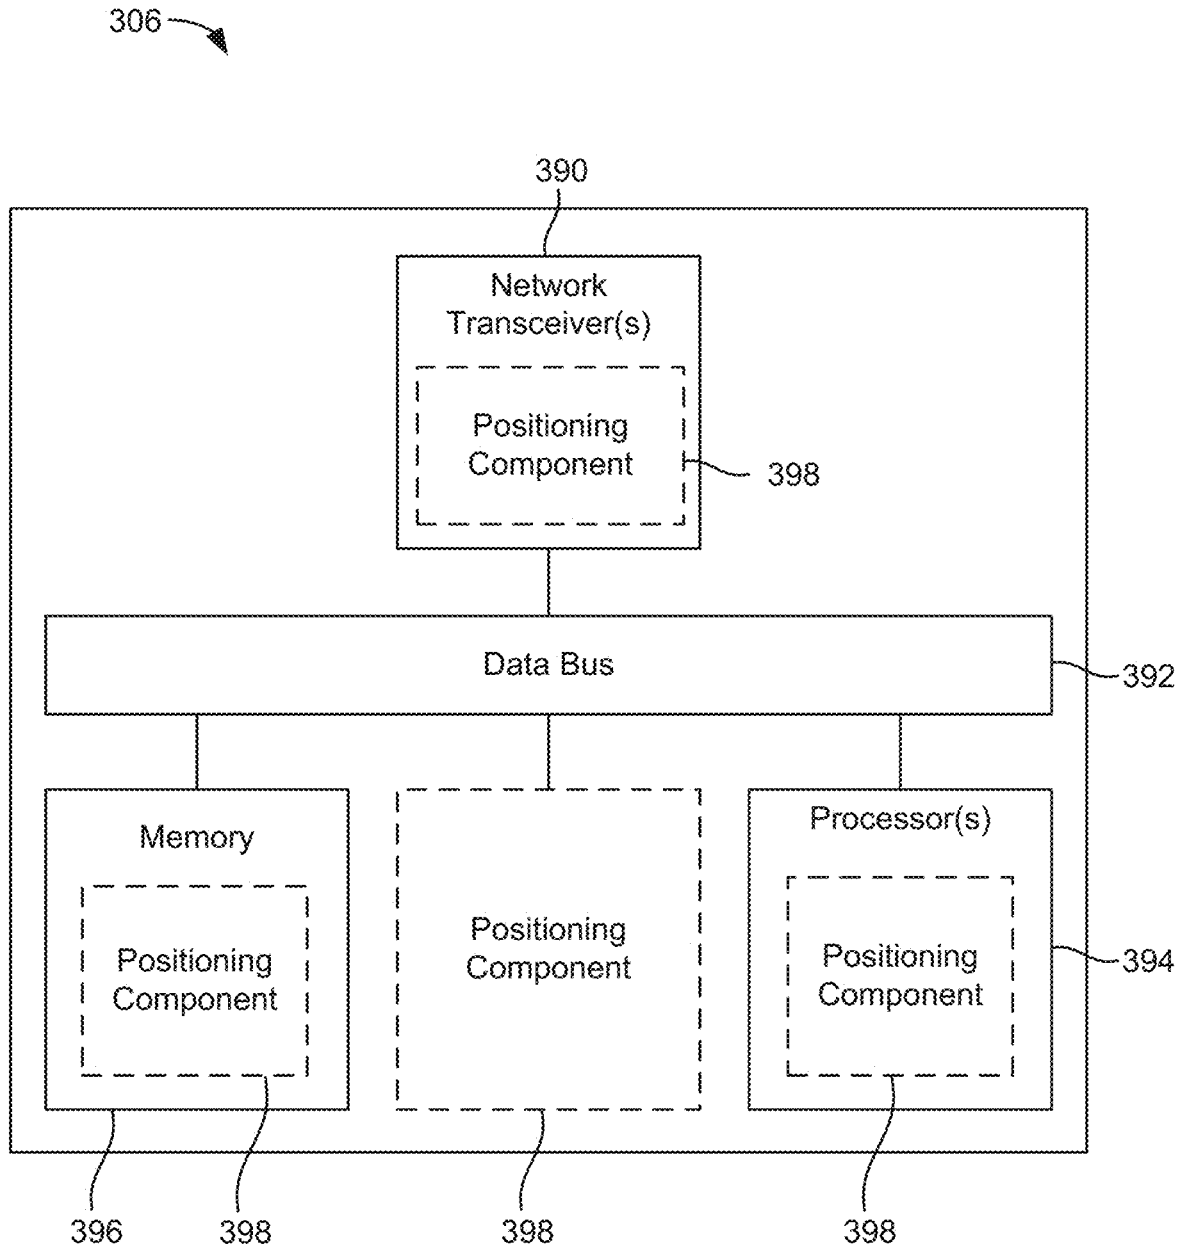 306
390
Network
Transceiver(s)
Positioning
Component
398
Data Bus
392
Memory
Positioning
Component
Positioning
Component
Processor(s)
Positioning
Component
394
396
398
398
398